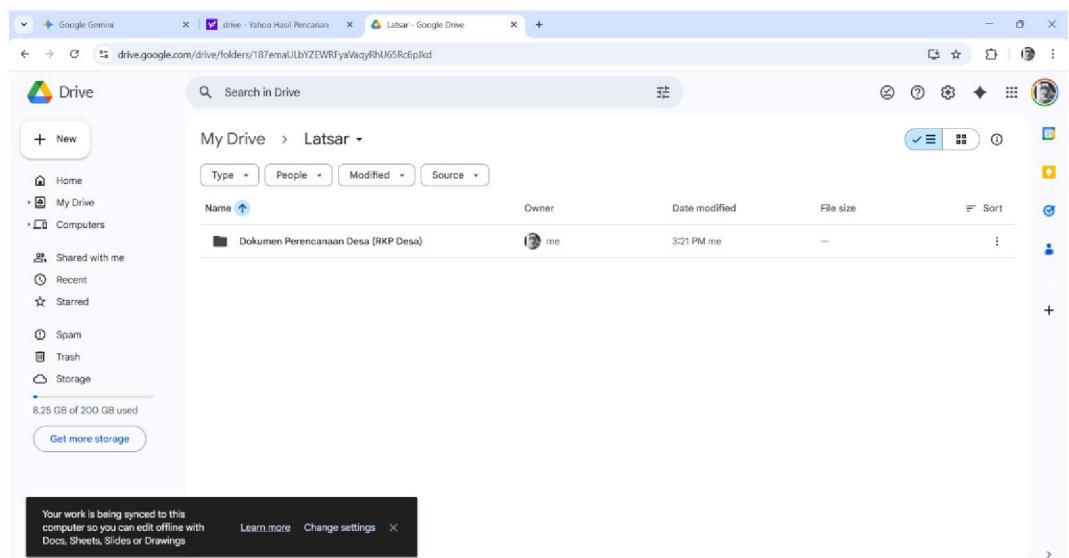 Google Gemini
drive - Yahoo Hasil Pencarian
Latsar - Google Drive
drive.google.com/drive/folders/187emaULbYZEWRFyaVaqyRhU65Rc6pJkd
Drive
Search in Drive
New
My Drive > Latsar
Type People Modified Source
Name Owner Date modified File size Sort
Dokumen Perencanaan Desa (RKP Desa) me 3:21 PM me —
Home
My Drive
Computers
Shared with me
Recent
Starred
Spam
Trash
Storage
8.25 GB of 200 GB used
Get more storage
Your work is being synced to this
computer so you can edit offline with Learn more Change settings
Docs, Sheets, Slides or Drawings